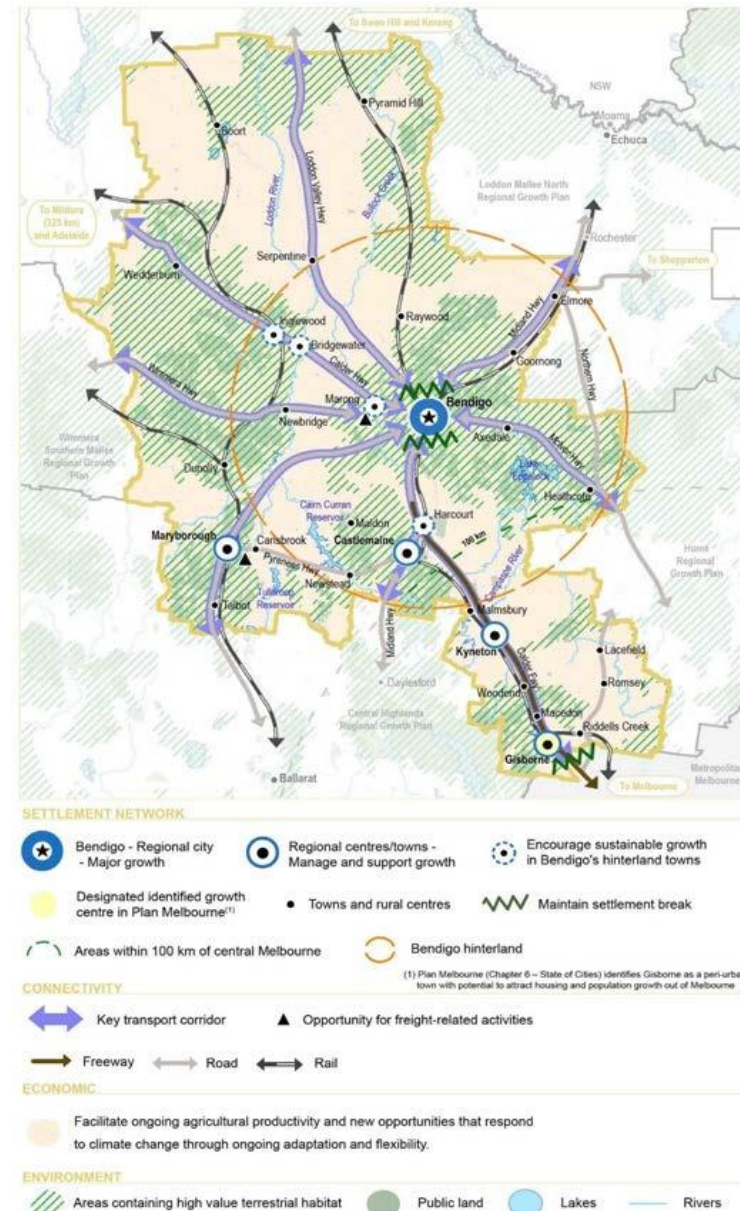 To Swan Hill and Kerang
NSW
Moama
Echuca
Murray River
Pyramid Hill
Boort
Loddon Mallee North
Regional Growth Plan
Loddon River
Loddon Valley Hwy
Bullock Creek
To Mildura
(325 km)
and Adelaide
Rochester
To Shepparton
Serpentine
Wedderburn
Elmore
Midland Hwy
Raywood
Inglewood
Bridgewater
Goornong
Northern Hwy
Calder Hwy
Wimmera Hwy
Marong
Bendigo
Newbridge
Axedale
McIvor Hwy
Wimmera
Southern Mallee
Regional Growth
Plan
Dunolly
Lake
Eppalock
Heathcote
Cairn Curran
Reservoir
Maldon
Harcourt
Maryborough
Carisbrook
Castlemaine
100 km
Pyrenees Hwy
Newstead
Campaspe River
Hume
Regional
Growth Plan
Talbot
Tullaroop
Reservoir
Malmsbury
Midland Hwy
Kyneton
Lacefield
Daylesford
Calder Fwy
Woodend
Romsey
Macedon
Central Highlands
Regional Growth Plan
Riddells Creek
Gisborne
Metropolitan
Melbourne
Ballarat
To Melbourne
SETTLEMENT NETWORK
Bendigo - Regional city
- Major growth
Regional centres/towns -
Manage and support growth
Encourage sustainable growth
in Bendigo's hinterland towns
Designated identified growth
centre in Plan Melbourne(1)
Towns and rural centres
Maintain settlement break
Areas within 100 km of central Melbourne
Bendigo hinterland
(1) Plan Melbourne (Chapter 6 – State of Cities) identifies Gisborne as a peri-urba
town with potential to attract housing and population growth out of Melbourne
CONNECTIVITY
Key transport corridor
Opportunity for freight-related activities
Freeway
Road
Rail
ECONOMIC
Facilitate ongoing agricultural productivity and new opportunities that respond
to climate change through ongoing adaptation and flexibility.
ENVIRONMENT
Areas containing high value terrestrial habitat
Public land
Lakes
Rivers